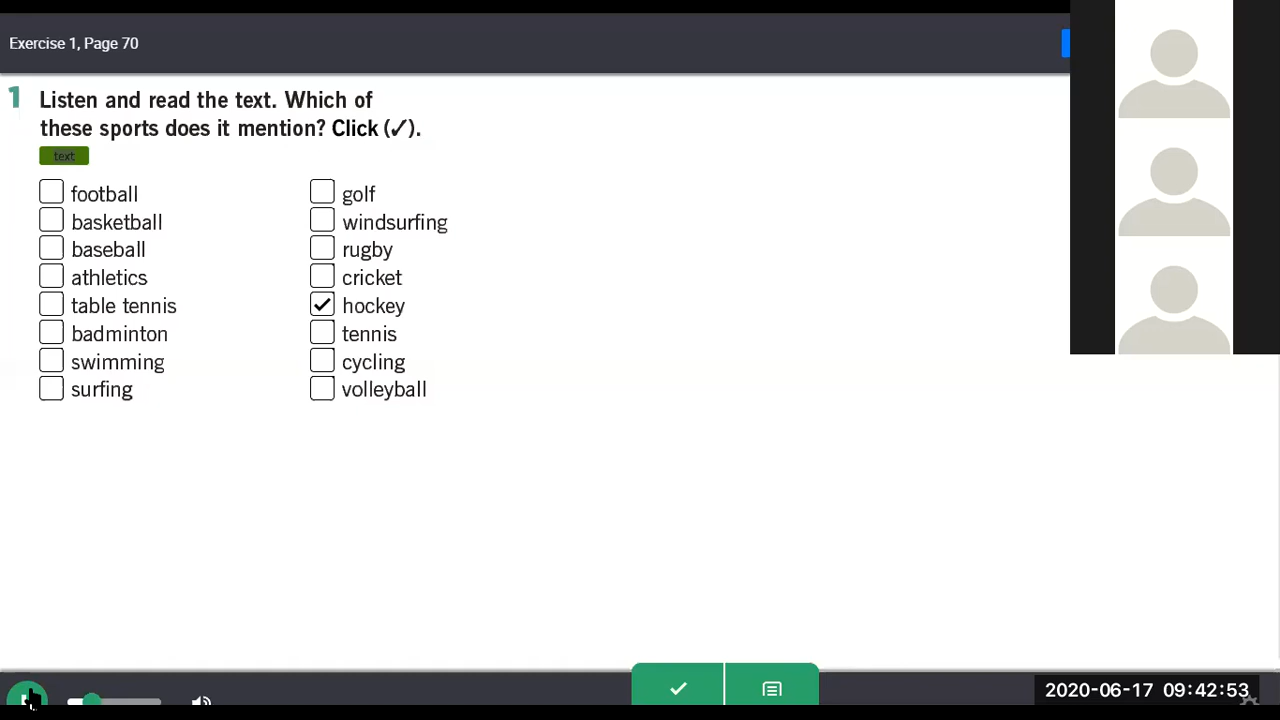 Exercise 1, Page 70
1 Listen and read the text. Which of
these sports does it mention? Click (✓).
text
football
basketball
baseball
athletics
table tennis
badminton
swimming
surfing
golf
windsurfing
rugby
cricket
hockey
tennis
cycling
volleyball
2020-06-17 09:42:53